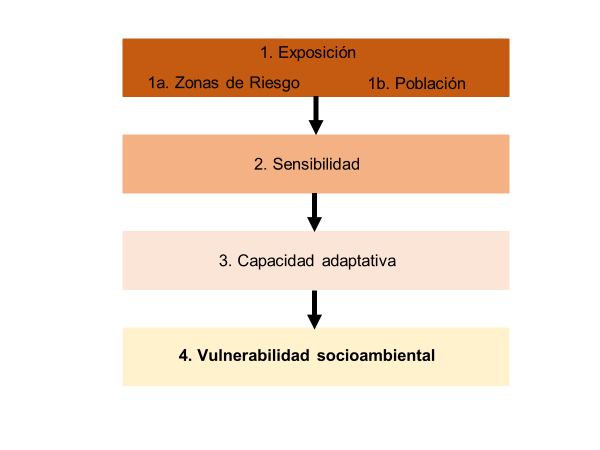 1. Exposición
1a. Zonas de Riesgo 1b. Población
2. Sensibilidad
3. Capacidad adaptativa
4. Vulnerabilidad socioambiental